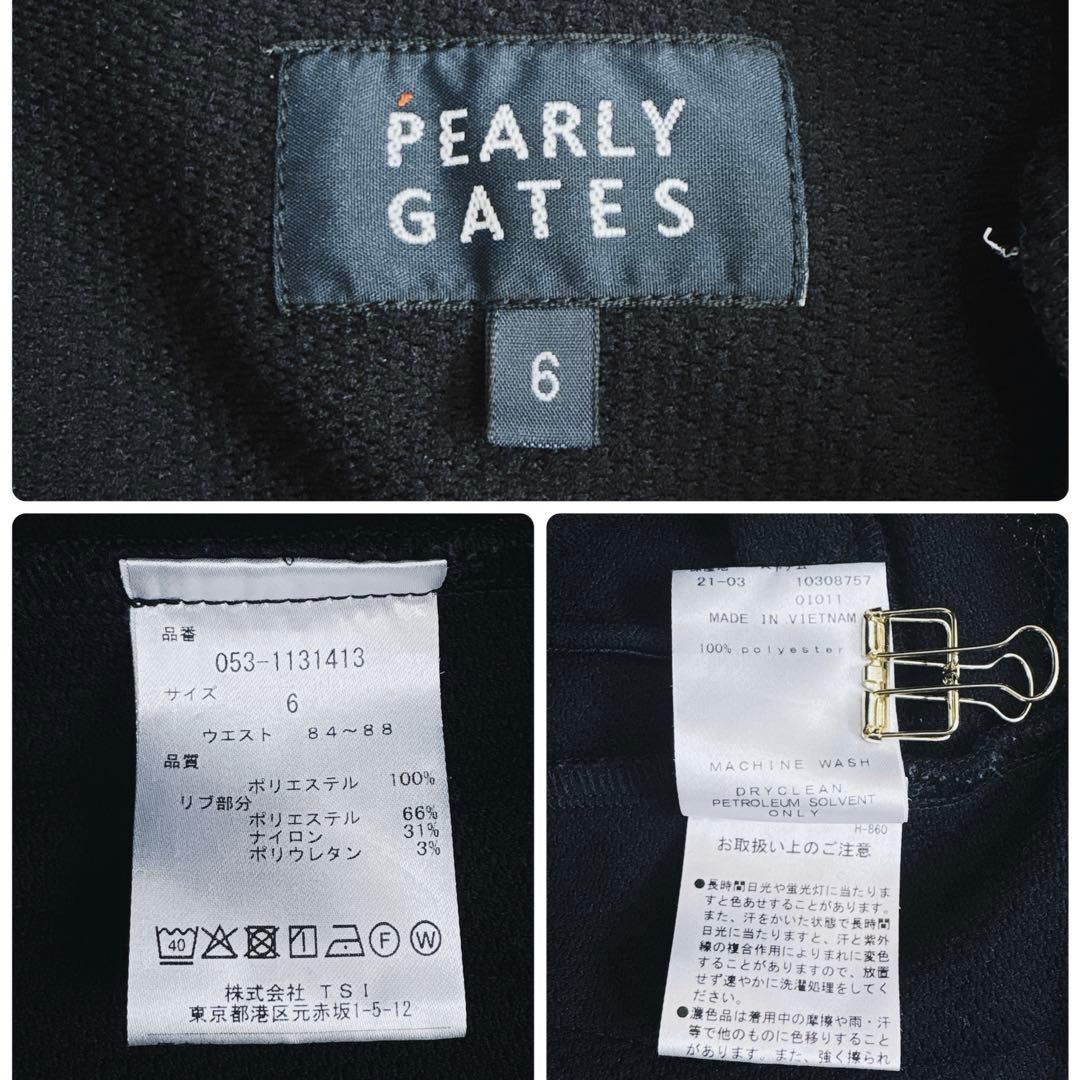 PEARLY
GATES
6
品番
053-1131413
サイズ
6
ウエスト 84〜88
品質
ポリエステル 100%
リブ部分
ポリエステル 66%
ナイロン 31%
ポリウレタン 3%
40
F
W
株式会社 TSI
東京都港区元赤坂1-5-12
ベトナム
21-03 10308757
01011
MADE IN VIETNAM
100% polyester
MACHINE WASH
DRYCLEAN
PETROLEUM SOLVENT
ONLY
H-860
お取扱い上のご注意
●長時間日光や蛍光灯に当たりま
すと色あせすることがあります。
また、汗をかいた状態で長時間
日光に当たりますと、汗と紫外
線の複合作用によりまれに変色
することがありますので、放置
せず速やかに洗濯処理をしてく
ださい。
●濃色品は着用中の摩擦や雨・汗
等で他のものに色移りすること
があります。また、強く擦られ